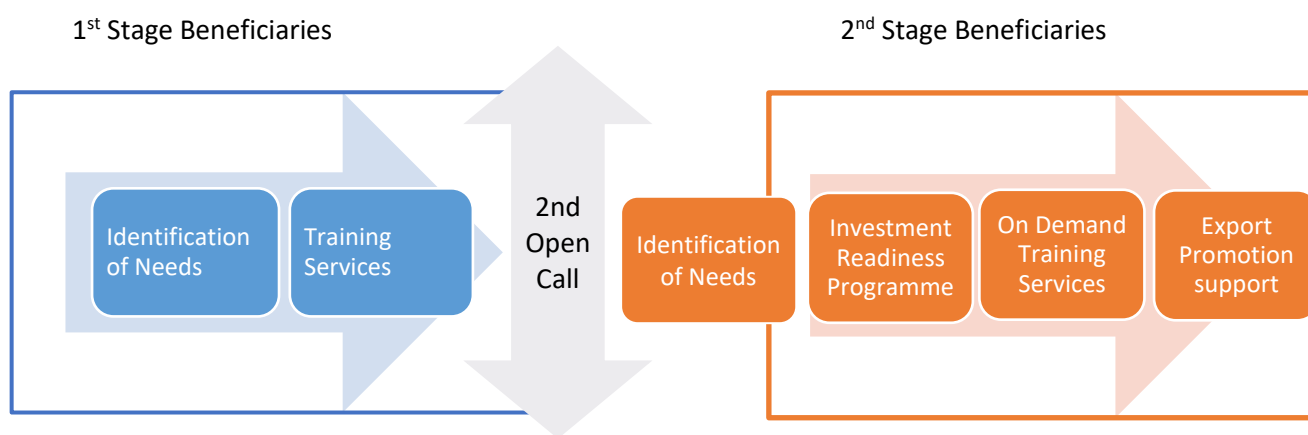 1st Stage Beneficiaries
2nd Stage Beneficiaries
Identification
of Needs
Training
Services
2nd
Open
Call
Identification
of Needs
Investment
Readiness
Programme
On Demand
Training
Services
Export
Promotion
support